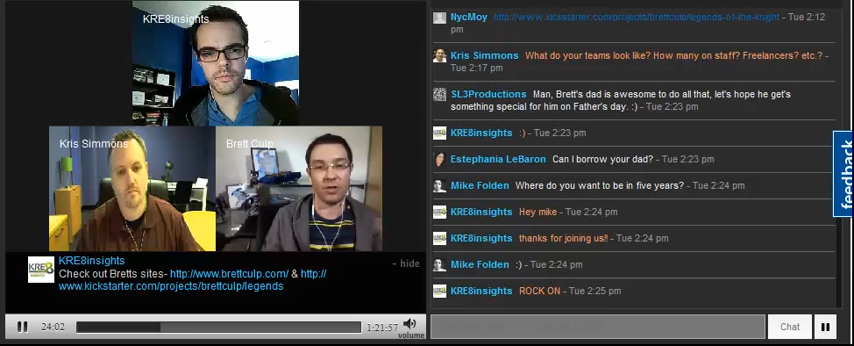 KRE8insights
Kris Simmons
Brett Culp
KRE8insights
– hide
Check out Bretts sites- http://www.brettculp.com/ & http://
www.kickstarter.com/projects/brettculp/legends
24:02
1:21:57
volume
NycMoy http://www.kickstarter.com/projects/brettculp/legends-of-the-knight – Tue 2:12
pm
Kris Simmons What do your teams look like? How many on staff? Freelancers? etc.? –
Tue 2:17 pm
SL3Productions Man, Brett's dad is awesome to do all that, let's hope he get's
something special for him on Father's day. :) – Tue 2:23 pm
KRE8insights :) – Tue 2:23 pm
Estephania LeBaron Can I borrow your dad? – Tue 2:23 pm
Mike Folden Where do you want to be in five years? – Tue 2:24 pm
KRE8insights Hey mike – Tue 2:24 pm
KRE8insights thanks for joining us!! – Tue 2:24 pm
Mike Folden :) – Tue 2:24 pm
KRE8insights ROCK ON – Tue 2:25 pm
Chat
feedback